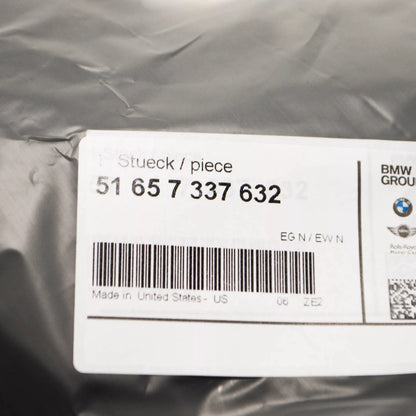 1 Stueck / piece
51 65 7 337 632
EG N / EW N
Made in United States - US 06 ZE2
BMW
GROUP